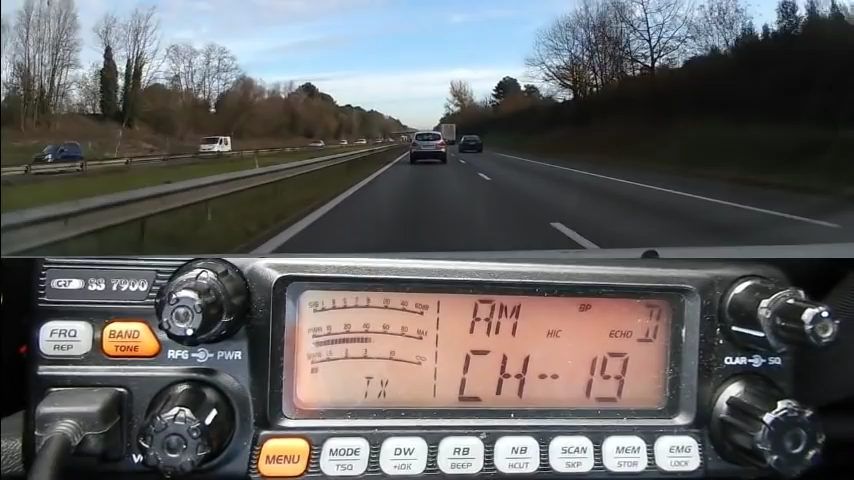 CRT SS 7900
FRQ
REP
BAND
TONE
RFG PWR
AM
BP
HIC
ECHO
D
TX
CH--19
CLAR SQ
MENU
MODE
TSQ
DW
+10K
RB
BEEP
NB
HCUT
SCAN
SKP
MEM
STOR
EMG
LOCK